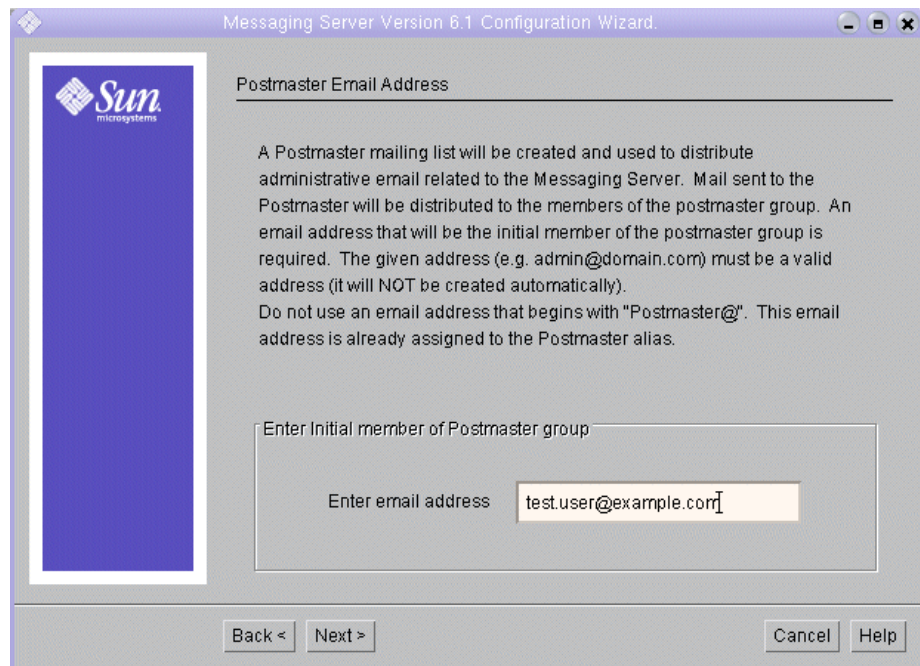 Messaging Server Version 6.1 Configuration Wizard.
Sun
microsystems
Postmaster Email Address
A Postmaster mailing list will be created and used to distribute
administrative email related to the Messaging Server. Mail sent to the
Postmaster will be distributed to the members of the postmaster group. An
email address that will be the initial member of the postmaster group is
required. The given address (e.g. admin@domain.com) must be a valid
address (it will NOT be created automatically).
Do not use an email address that begins with "Postmaster@". This email
address is already assigned to the Postmaster alias.
Enter Initial member of Postmaster group
Enter email address test.user@example.com
Back < Next > Cancel Help